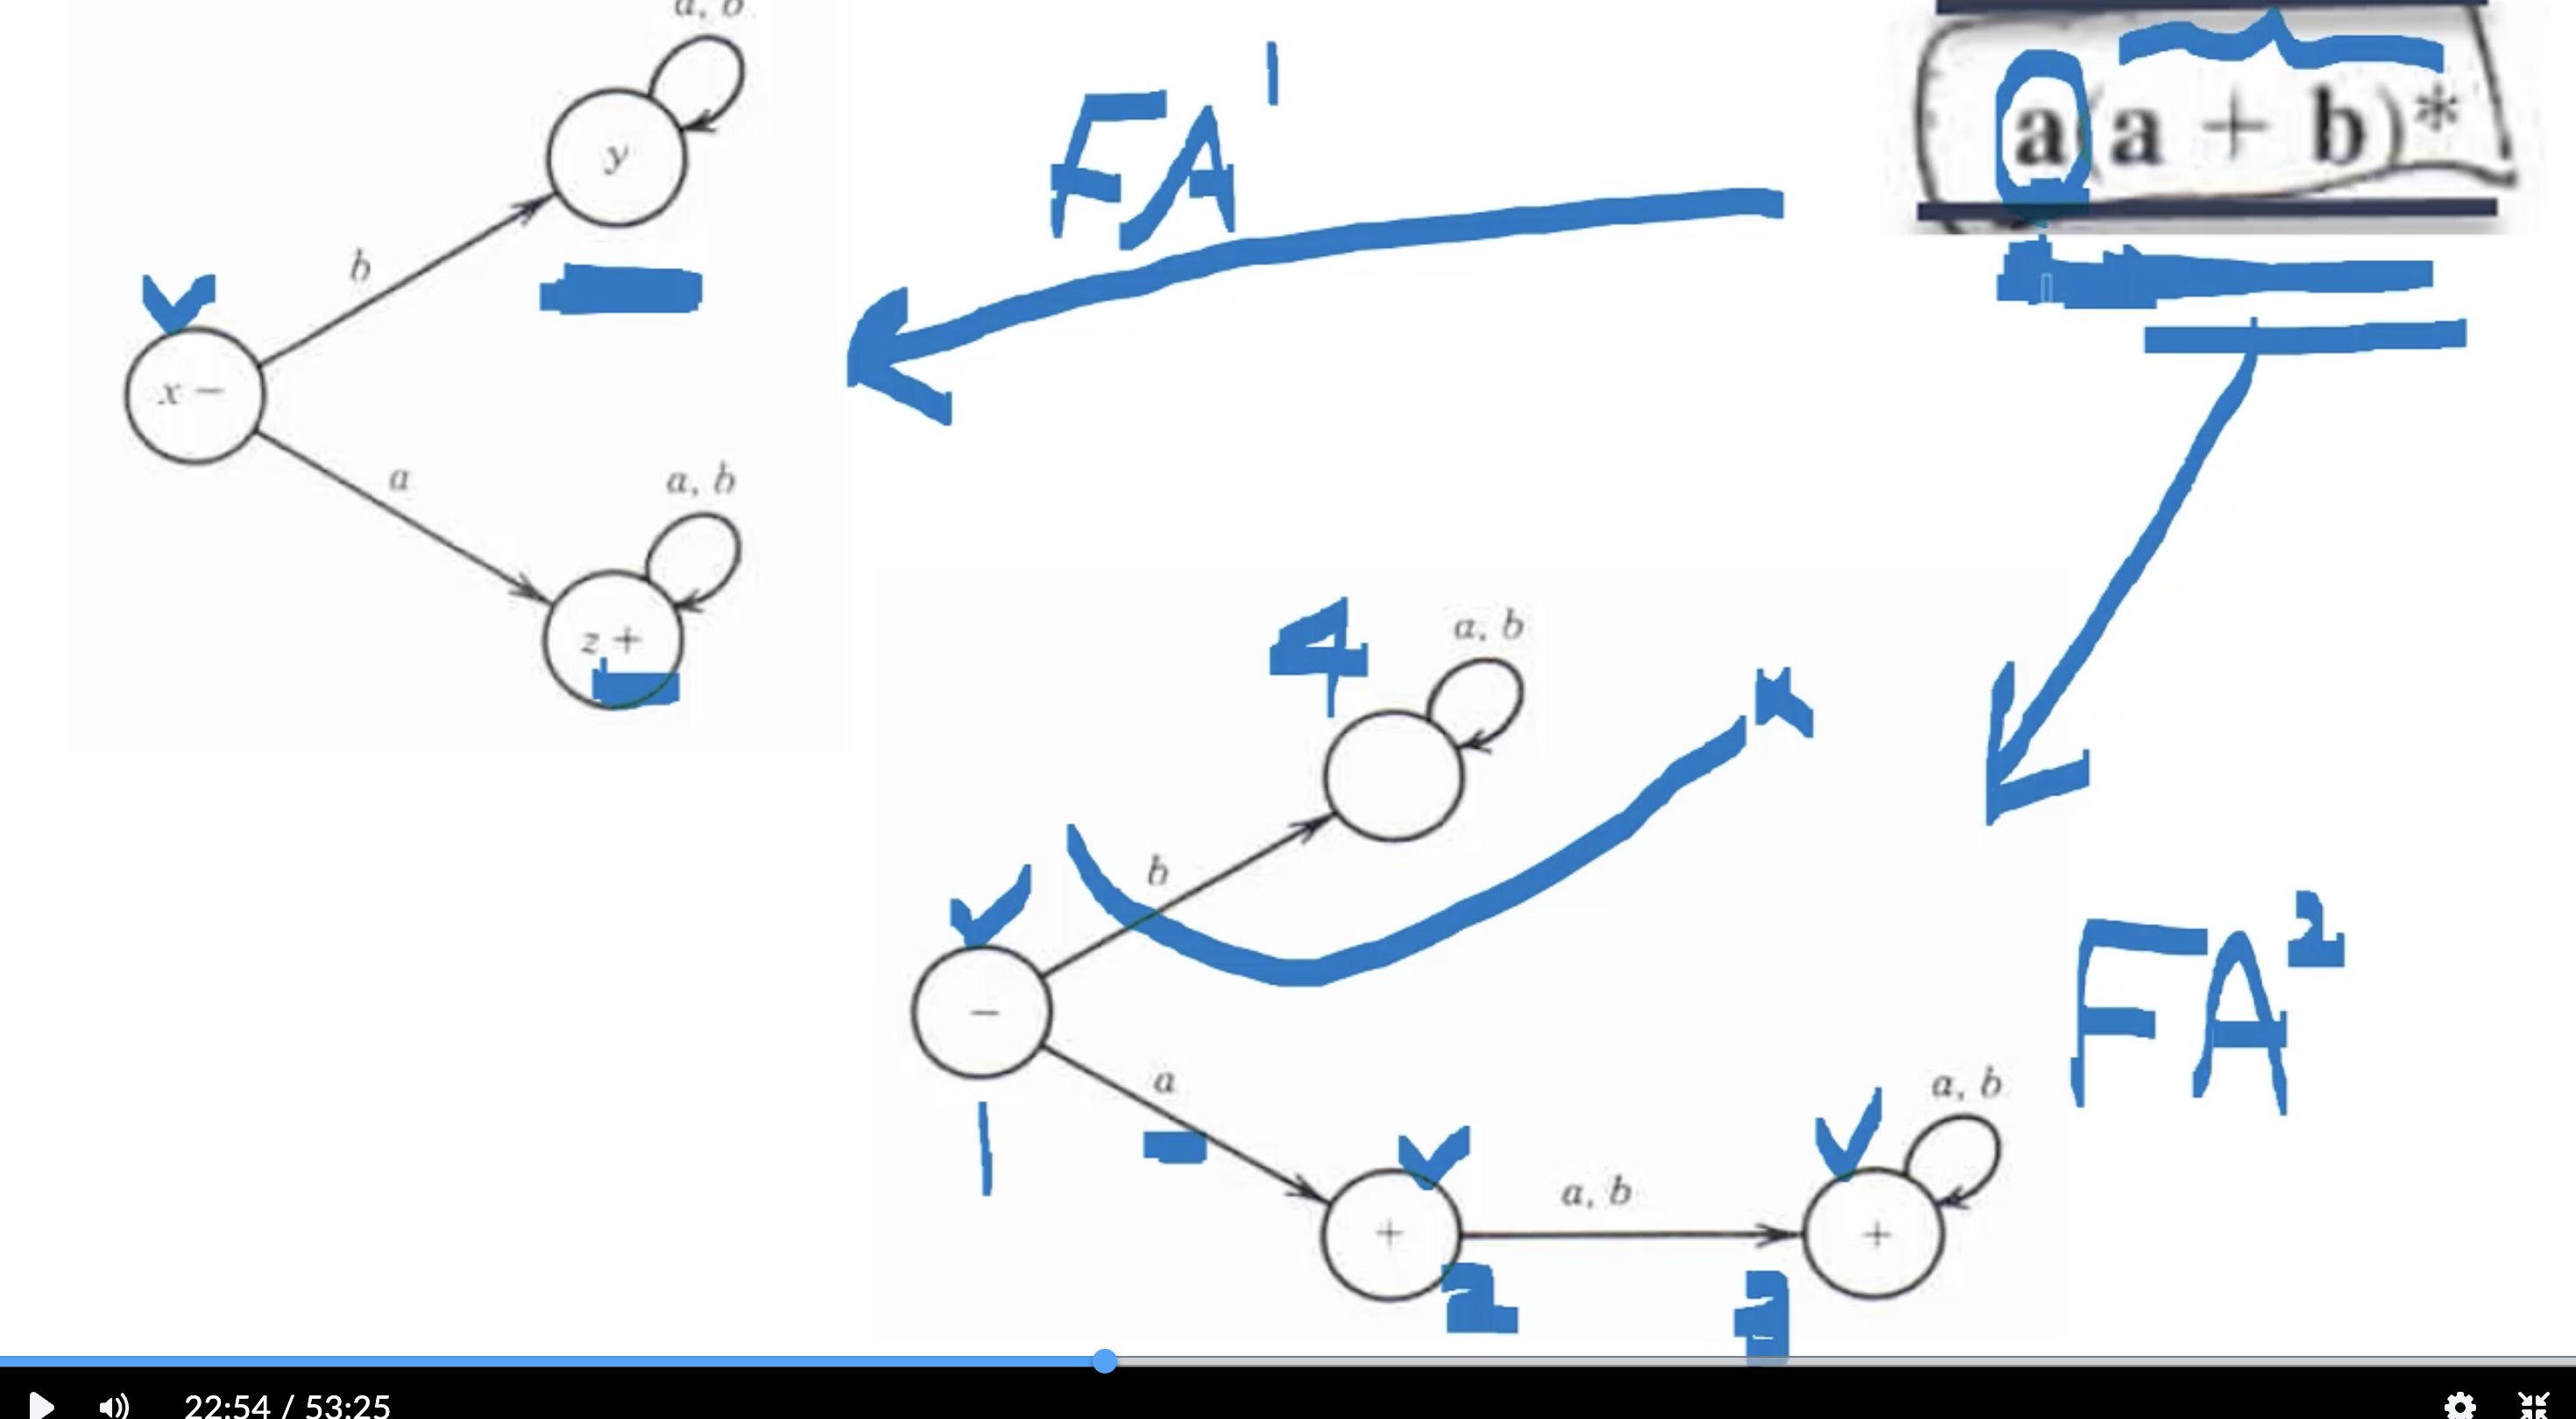 a, b
y
b
x −
a
a, b
z +
FA 1
a(a + b)*
4
a, b
b
−
1
a
+
2
a, b
3
+
a, b
FA 2
22:54 / 53:25